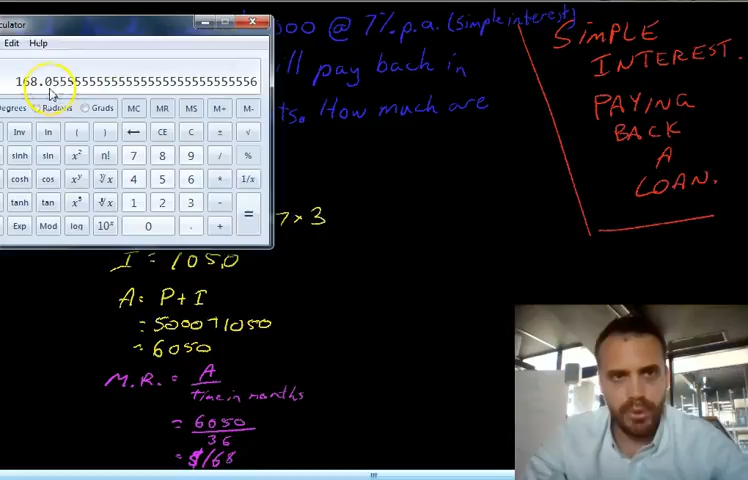 culator
Edit Help
168.0555555555555555555555555556
Degrees Radians Grads MC MR MS M+ M-
Inv ln ( ) ← CE C ± √
sinh sin x² n! 7 8 9 / %
cosh cos xʸ ʸ√x 4 5 6 * 1/x
tanh tan x³ ³√x 1 2 3 - =
Exp Mod log 10ˣ 0 . +
000 @ 7% p.a. (simple interest)
ll pay back in
ts. How much are
7 x 3
I = 1050
A = P + I
= 5000 + 1050
= 6050
M.R. = A
time in months
= 6050
36
= $168
SIMPLE
INTEREST.
PAYING
BACK
A
LOAN.